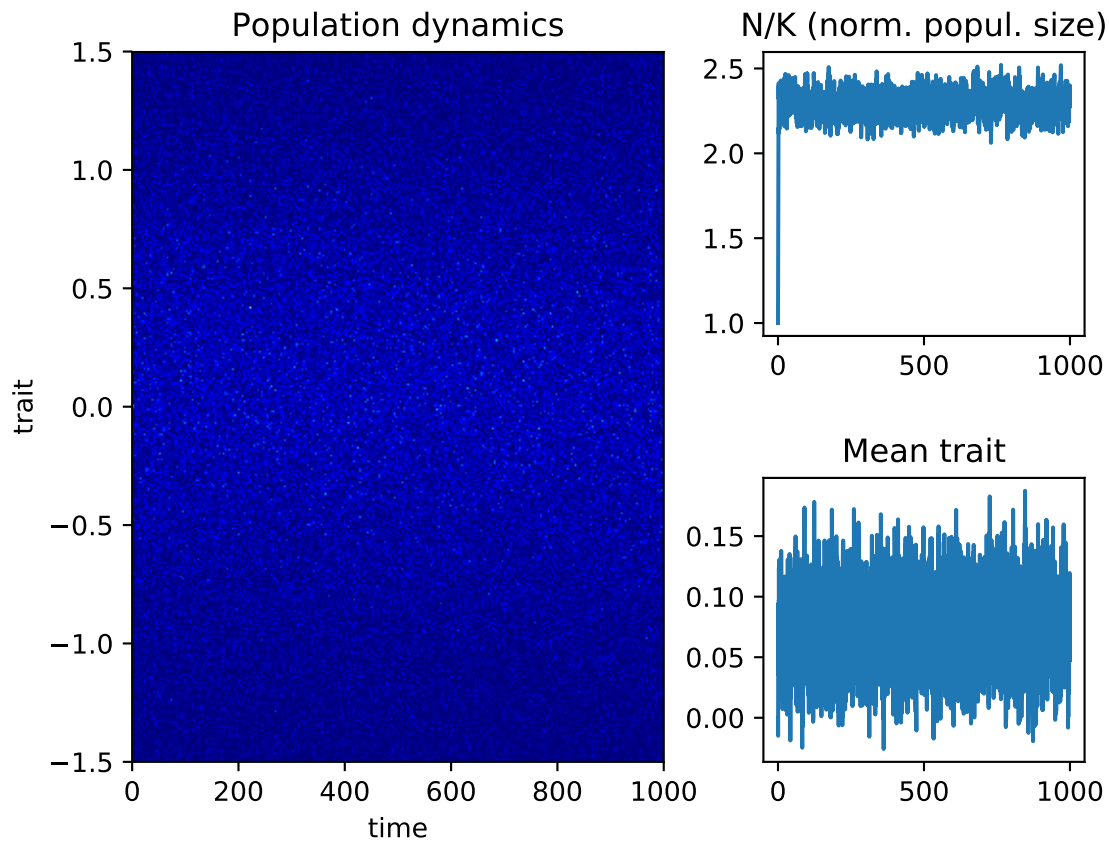 Population dynamics
1.5
1.0
0.5
0.0
−0.5
−1.0
−1.5
trait
0 200 400 600 800 1000
time
N/K (norm. popul. size)
2.5
2.0
1.5
1.0
0 500 1000
Mean trait
0.15
0.10
0.05
0.00
0 500 1000